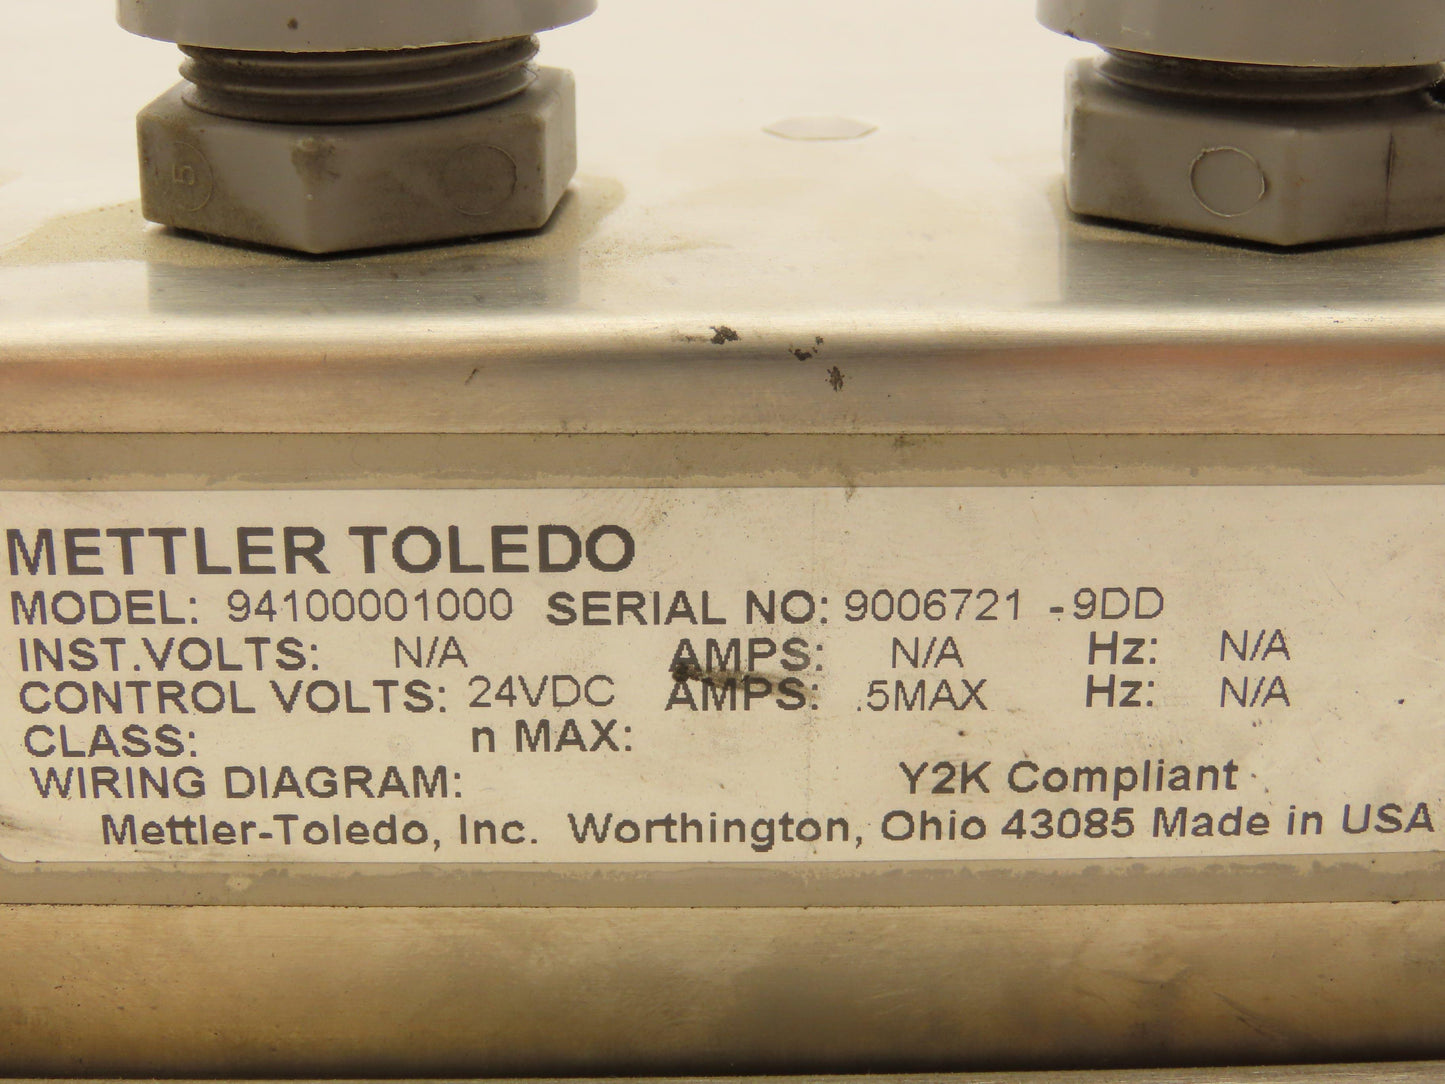 5
METTLER TOLEDO
MODEL: 94100001000 SERIAL NO: 9006721 -9DD
INST.VOLTS: N/A AMPS: N/A Hz: N/A
CONTROL VOLTS: 24VDC AMPS: .5MAX Hz: N/A
CLASS: n MAX:
WIRING DIAGRAM: Y2K Compliant
Mettler-Toledo, Inc. Worthington, Ohio 43085 Made in USA